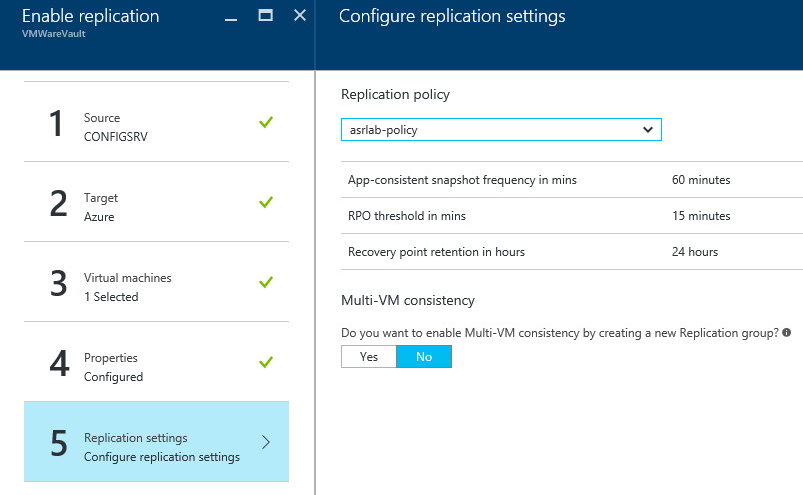 Enable replication
VMWareVault
1
Source
CONFIGSRV
2
Target
Azure
3
Virtual machines
1 Selected
4
Properties
Configured
5
Replication settings
Configure replication settings
Configure replication settings
Replication policy
asrlab-policy
App-consistent snapshot frequency in mins 60 minutes
RPO threshold in mins 15 minutes
Recovery point retention in hours 24 hours
Multi-VM consistency
Do you want to enable Multi-VM consistency by creating a new Replication group?
Yes No